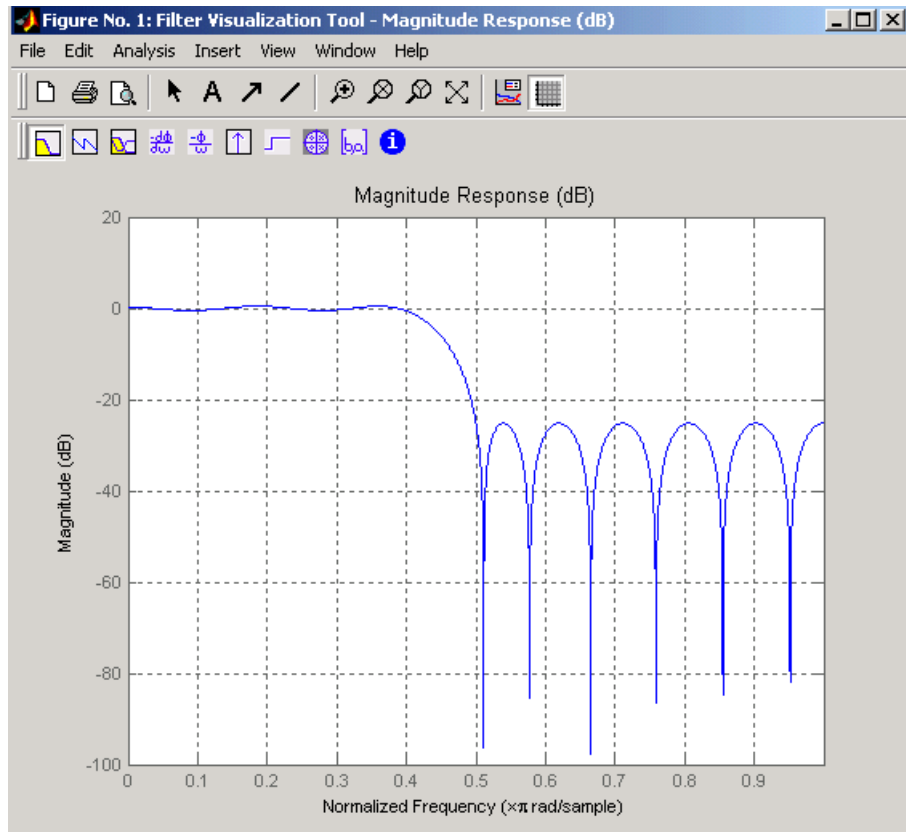 Figure No. 1: Filter Visualization Tool - Magnitude Response (dB)
File Edit Analysis Insert View Window Help
A
Magnitude Response (dB)
20
0
-20
-40
-60
-80
-100
Magnitude (dB)
0 0.1 0.2 0.3 0.4 0.5 0.6 0.7 0.8 0.9
Normalized Frequency (×π rad/sample)